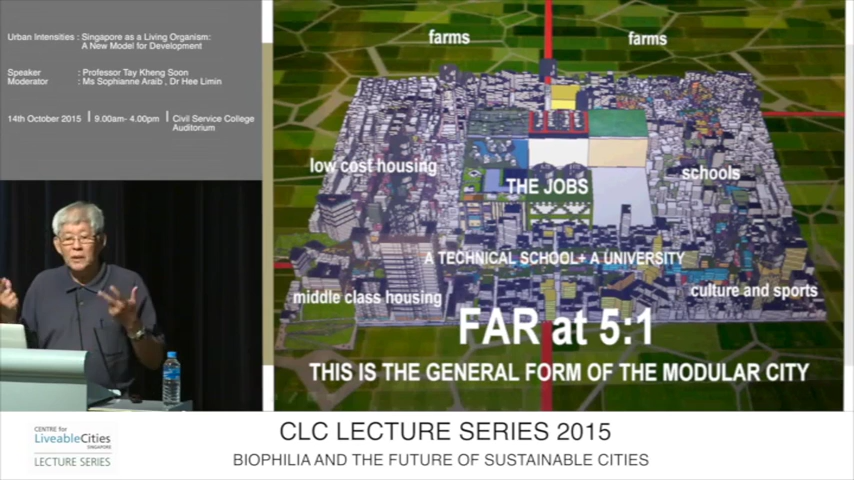 Urban Intensities : Singapore as a Living Organism:
A New Model for Development
Speaker : Professor Tay Kheng Soon
Moderator : Ms Sophianne Araib , Dr Hee Limin
14th October 2015 | 9.00am- 4.00pm | Civil Service College
Auditorium
farms farms
low cost housing
schools
THE JOBS
A TECHNICAL SCHOOL+ A UNIVERSITY
middle class housing
culture and sports
FAR at 5:1
THIS IS THE GENERAL FORM OF THE MODULAR CITY
CENTRE for
LiveableCities
SINGAPORE
LECTURE SERIES
CLC LECTURE SERIES 2015
BIOPHILIA AND THE FUTURE OF SUSTAINABLE CITIES